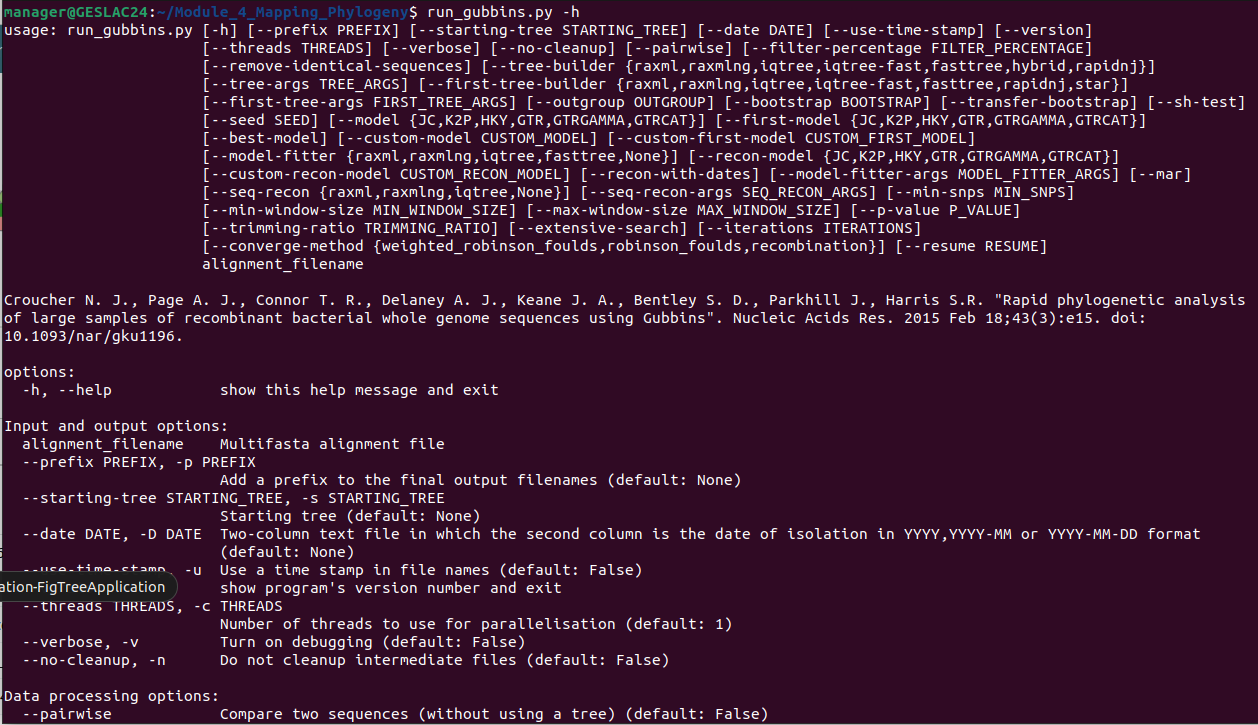 manager@GESLAC24:~/Module_4_Mapping_Phylogeny$ run_gubbins.py -h
usage: run_gubbins.py [-h] [--prefix PREFIX] [--starting-tree STARTING_TREE] [--date DATE] [--use-time-stamp] [--version]
[--threads THREADS] [--verbose] [--no-cleanup] [--pairwise] [--filter-percentage FILTER_PERCENTAGE]
[--remove-identical-sequences] [--tree-builder {raxml,raxmlng,iqtree,iqtree-fast,fasttree,hybrid,rapidnj}]
[--tree-args TREE_ARGS] [--first-tree-builder {raxml,raxmlng,iqtree,iqtree-fast,fasttree,rapidnj,star}]
[--first-tree-args FIRST_TREE_ARGS] [--outgroup OUTGROUP] [--bootstrap BOOTSTRAP] [--transfer-bootstrap] [--sh-test]
[--seed SEED] [--model {JC,K2P,HKY,GTR,GTRGAMMA,GTRCAT}] [--first-model {JC,K2P,HKY,GTR,GTRGAMMA,GTRCAT}]
[--best-model] [--custom-model CUSTOM_MODEL] [--custom-first-model CUSTOM_FIRST_MODEL]
[--model-fitter {raxml,raxmlng,iqtree,fasttree,None}] [--recon-model {JC,K2P,HKY,GTR,GTRGAMMA,GTRCAT}]
[--custom-recon-model CUSTOM_RECON_MODEL] [--recon-with-dates] [--model-fitter-args MODEL_FITTER_ARGS] [--mar]
[--seq-recon {raxml,raxmlng,iqtree,None}] [--seq-recon-args SEQ_RECON_ARGS] [--min-snps MIN_SNPS]
[--min-window-size MIN_WINDOW_SIZE] [--max-window-size MAX_WINDOW_SIZE] [--p-value P_VALUE]
[--trimming-ratio TRIMMING_RATIO] [--extensive-search] [--iterations ITERATIONS]
[--converge-method {weighted_robinson_foulds,robinson_foulds,recombination}] [--resume RESUME]
alignment_filename
Croucher N. J., Page A. J., Connor T. R., Delaney A. J., Keane J. A., Bentley S. D., Parkhill J., Harris S.R. "Rapid phylogenetic analysis
of large samples of recombinant bacterial whole genome sequences using Gubbins". Nucleic Acids Res. 2015 Feb 18;43(3):e15. doi:
10.1093/nar/gku1196.
options:
-h, --help show this help message and exit
Input and output options:
alignment_filename Multifasta alignment file
--prefix PREFIX, -p PREFIX
Add a prefix to the final output filenames (default: None)
--starting-tree STARTING_TREE, -s STARTING_TREE
Starting tree (default: None)
--date DATE, -D DATE Two-column text file in which the second column is the date of isolation in YYYY,YYYY-MM or YYYY-MM-DD format
(default: None)
--use-time-stamp, -u Use a time stamp in file names (default: False)
ation-FigTreeApplication show program's version number and exit
--threads THREADS, -c THREADS
Number of threads to use for parallelisation (default: 1)
--verbose, -v Turn on debugging (default: False)
--no-cleanup, -n Do not cleanup intermediate files (default: False)
Data processing options:
--pairwise Compare two sequences (without using a tree) (default: False)